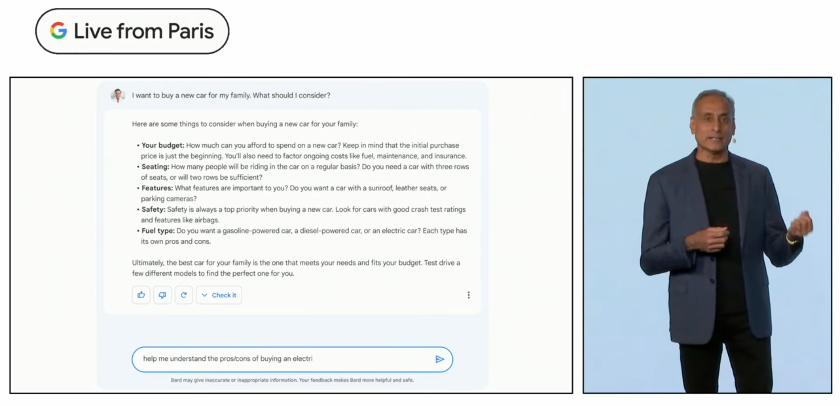 Live from Paris
I want to buy a new car for my family. What should I consider?
Here are some things to consider when buying a new car for your family:
• Your budget: How much can you afford to spend on a new car? Keep in mind that the initial purchase
price is just the beginning. You'll also need to factor ongoing costs like fuel, maintenance, and insurance.
• Seating: How many people will be riding in the car on a regular basis? Do you need a car with three rows
of seats, or will two rows be sufficient?
• Features: What features are important to you? Do you want a car with a sunroof, leather seats, or
parking cameras?
• Safety: Safety is always a top priority when buying a new car. Look for cars with good crash test ratings
and features like airbags.
• Fuel type: Do you want a gasoline-powered car, a diesel-powered car, or an electric car? Each type has
its own pros and cons.
Ultimately, the best car for your family is the one that meets your needs and fits your budget. Test drive a
few different models to find the perfect one for you.
Check it
help me understand the pros/cons of buying an electri
Bard may give inaccurate or inappropriate information. Your feedback makes Bard more helpful and safe.